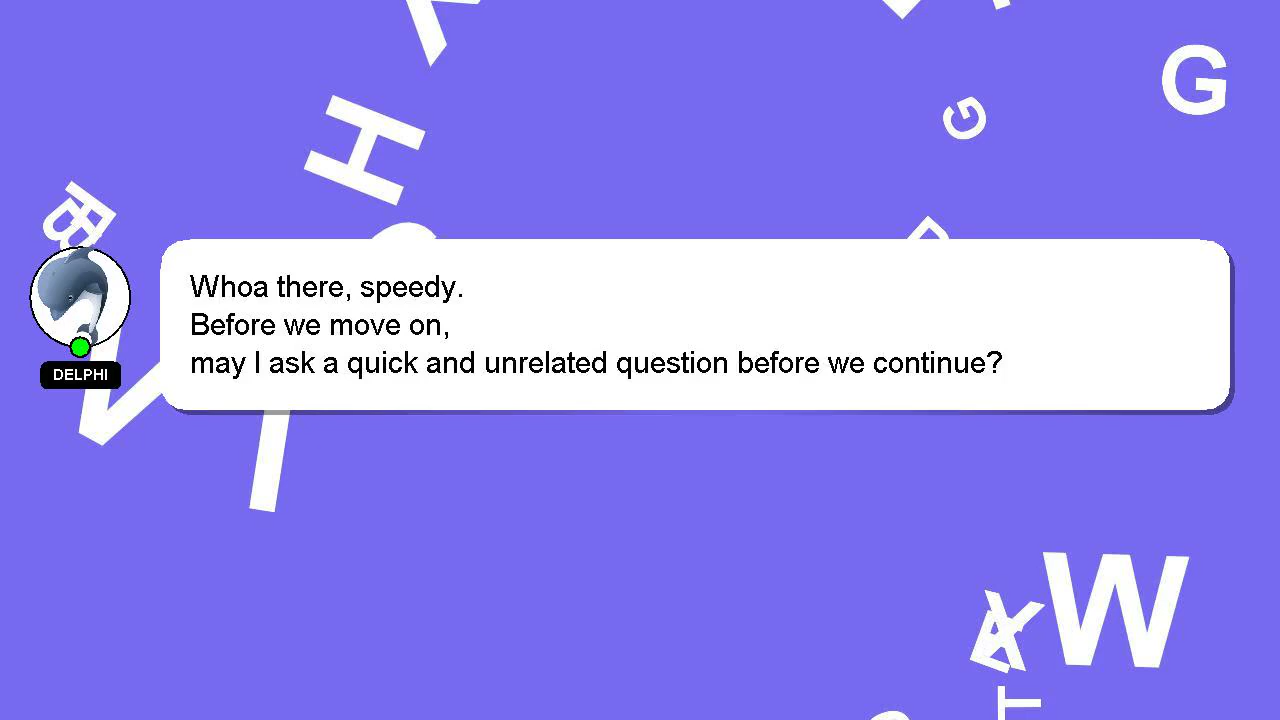 Whoa there, speedy.
Before we move on,
may I ask a quick and unrelated question before we continue?
DELPHI
G
G
H
W
T